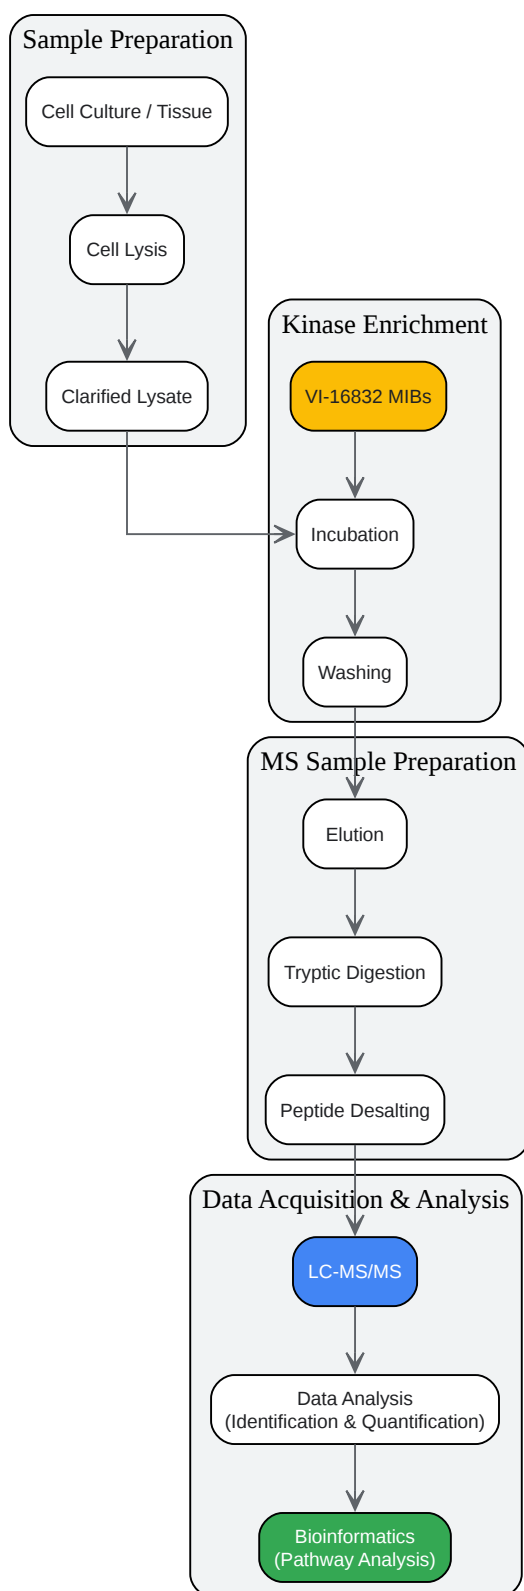 Sample Preparation
Cell Culture / Tissue
Cell Lysis
Clarified Lysate
Kinase Enrichment
VI-16832 MIBs
Incubation
Washing
MS Sample Preparation
Elution
Tryptic Digestion
Peptide Desalting
Data Acquisition & Analysis
LC-MS/MS
Data Analysis
(Identification & Quantification)
Bioinformatics
(Pathway Analysis)